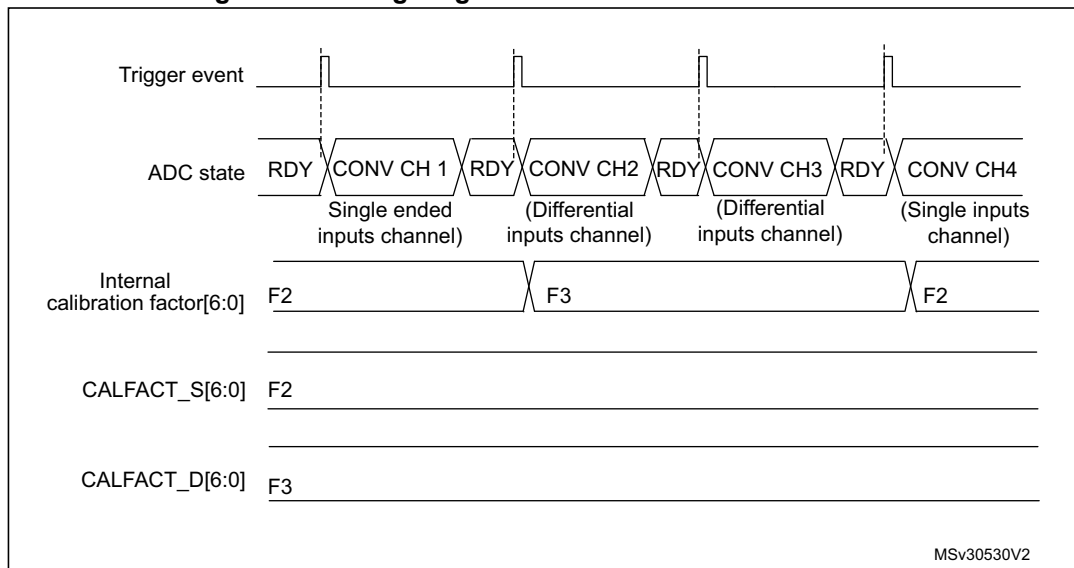 Trigger event
ADC state RDY CONV CH 1 RDY CONV CH2 RDY CONV CH3 RDY CONV CH4
Single ended (Differential (Differential (Single inputs
inputs channel) inputs channel) inputs channel) channel)
Internal
calibration factor[6:0] F2 F3 F2
CALFACT_S[6:0] F2
CALFACT_D[6:0] F3
MSv30530V2